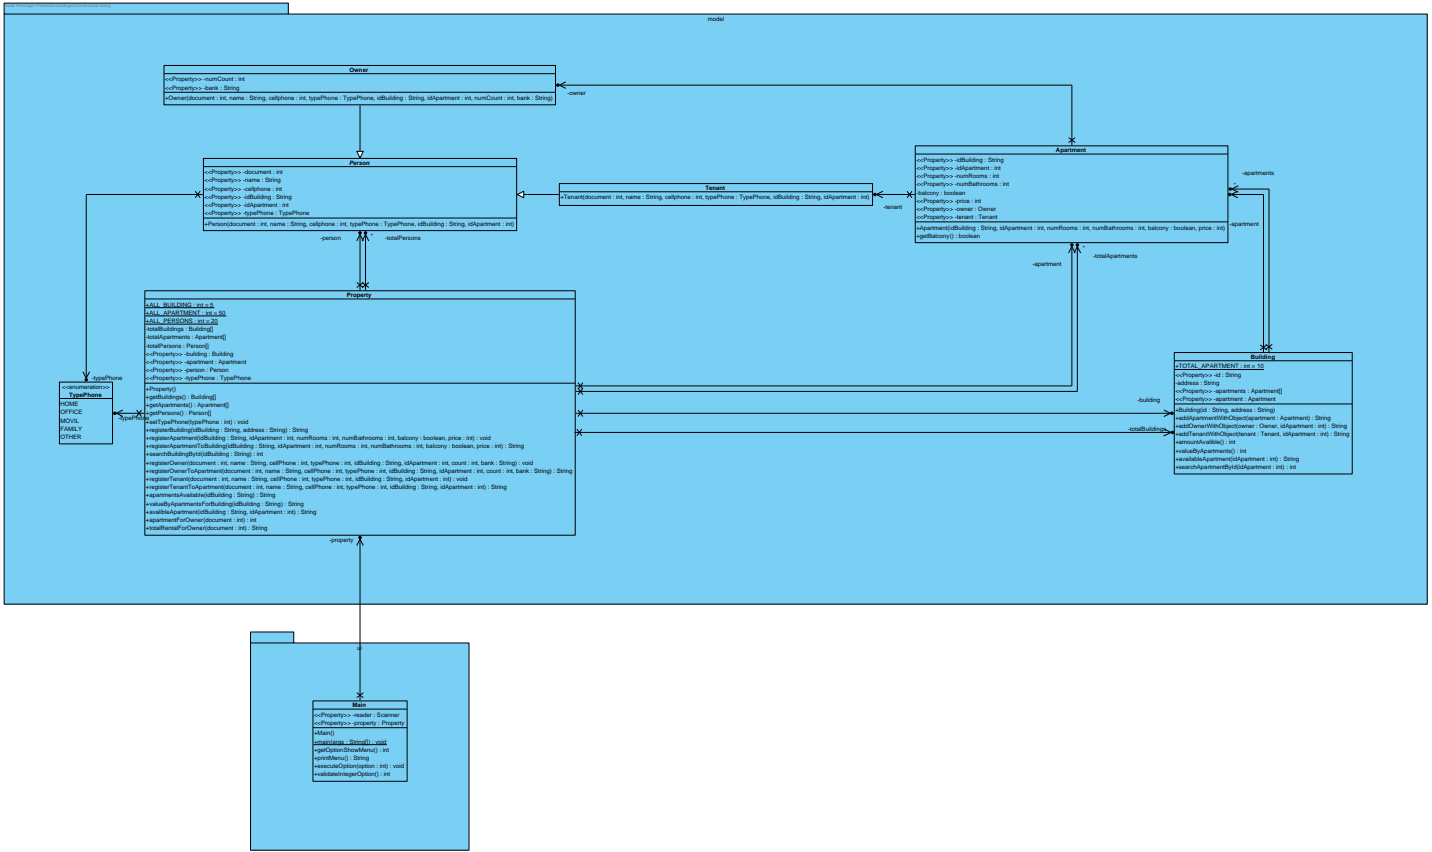 model
Owner
<<Property>> -numCount : int
<<Property>> -bank : String
+Owner(document : int, name : String, cellphone : int, typePhone : TypePhone, idBuilding : String, idApartment : int, numCount : int, bank : String)
-owner
Person
<<Property>> -document : int
<<Property>> -name : String
<<Property>> -cellphone : int
<<Property>> -idBuilding : String
<<Property>> -idApartment : int
<<Property>> -typePhone : TypePhone
+Person(document : int, name : String, cellphone : int, typePhone : TypePhone, idBuilding : String, idApartment : int)
-person
*
-totalPersons
Tenant
+Tenant(document : int, name : String, cellphone : int, typePhone : TypePhone, idBuilding : String, idApartment : int)
-tenant
Apartment
<<Property>> -idBuilding : String
<<Property>> -idApartment : int
<<Property>> -numRooms : int
<<Property>> -numBathrooms : int
-balcony : boolean
<<Property>> -price : int
<<Property>> -owner : Owner
<<Property>> -tenant : Tenant
+Apartment(idBuilding : String, idApartment : int, numRooms : int, numBathrooms : int, balcony : boolean, price : int)
+getBalcony() : boolean
-apartments
*
-apartment
-apartment
*
-totalApartments
Property
+ALL_BUILDING : int = 5
+ALL_APARTMENT : int = 50
+ALL_PERSONS : int = 20
-totalBuildings : Building[]
-totalApartments : Apartment[]
-totalPersons : Person[]
<<Property>> -building : Building
<<Property>> -apartment : Apartment
<<Property>> -person : Person
<<Property>> -typePhone : TypePhone
+Property()
+getBuildings() : Building[]
+getApartments() : Apartment[]
+getPersons() : Person[]
+setTypePhone(typePhone : int) : void
+registerBuilding(idBuilding : String, address : String) : String
+registerApartment(idBuilding : String, idApartment : int, numRooms : int, numBathrooms : int, balcony : boolean, price : int) : void
+registerApartmentToBuilding(idBuilding : String, idApartment : int, numRooms : int, numBathrooms : int, balcony : boolean, price : int) : String
+searchBuildingById(idBuilding : String) : int
+registerOwner(document : int, name : String, cellPhone : int, typePhone : int, idBuilding : String, idApartment : int, count : int, bank : String) : void
+registerOwnerToApartment(document : int, name : String, cellPhone : int, typePhone : int, idBuilding : String, idApartment : int, count : int, bank : String) : String
+registerTenant(document : int, name : String, cellPhone : int, typePhone : int, idBuilding : String, idApartment : int) : void
+registerTenantToApartment(document : int, name : String, cellPhone : int, typePhone : int, idBuilding : String, idApartment : int) : String
+apartmentsAvailable(idBuilding : String) : String
+valueByApartmentsForBuilding(idBuilding : String) : String
+avalibleApartment(idBuilding : String, idApartment : int) : String
+apartmentForOwner(document : int) : int
+totalRentalForOwner(document : int) : String
-typePhone
<<enumeration>>
TypePhone
HOME
OFFICE
MOVIL
FAMILY
OTHER
-typePhone
-building
-totalBuildings
Building
+TOTAL_APARTMENT : int = 10
<<Property>> -id : String
-address : String
<<Property>> -apartments : Apartment[]
<<Property>> -apartment : Apartment
+Building(id : String, address : String)
+addApartmentWithObject(apartment : Apartment) : String
+addOwnerWithObject(owner : Owner, idApartment : int) : String
+addTenantWithObject(tenant : Tenant, idApartment : int) : String
+amountAvalible() : int
+valueByApartments() : int
+availableApartment(idApartment : int) : String
+searchApartmentById(idApartment : int) : int
-property
ui
Main
<<Property>> -reader : Scanner
<<Property>> -property : Property
+Main()
+main(args : String[]) : void
+getOptionShowMenu() : int
+printMenu() : String
+executeOption(option : int) : void
+validateIntegerOption() : int